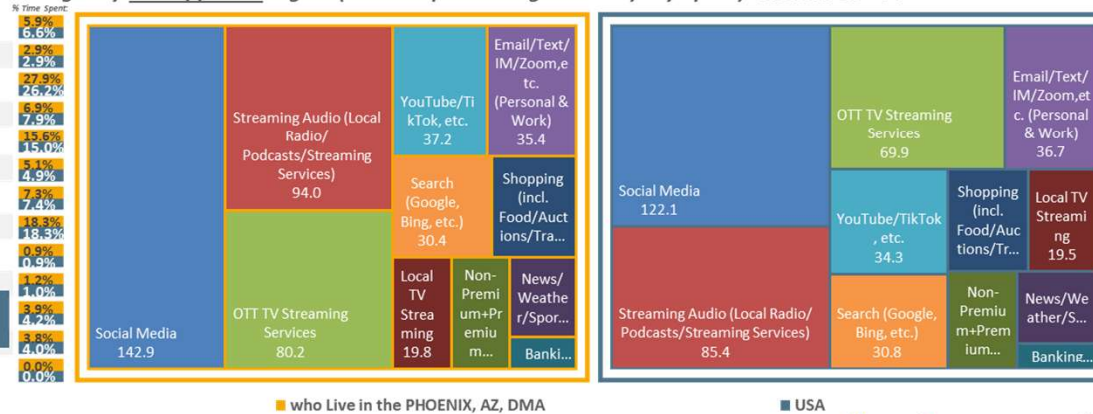 % Time Spent:
5.9%
6.6%
2.9%
2.9%
27.9%
26.2%
6.9%
7.9%
15.6%
15.0%
5.1%
4.9%
7.3%
7.4%
18.3%
18.3%
0.9%
0.9%
1.2%
1.0%
3.9%
4.2%
3.8%
4.0%
0.0%
0.0%
Social Media
142.9
Streaming Audio (Local
Radio/
Podcasts/Streaming
Services)
94.0
OTT TV Streaming
Services
80.2
YouTube/Ti
kTok, etc.
37.2
Email/Text/
IM/Zoom,e
tc.
(Personal &
Work)
35.4
Search
(Google,
Bing, etc.)
30.4
Shopping
(incl.
Food/Auct
ions/Tra...
Local
TV
Strea
ming
19.8
Non-
Premi
um+Pr
emiu
m...
News/
Weathe
r/Spor...
Banki...
Social Media
122.1
Streaming Audio (Local Radio/
Podcasts/Streaming Services)
85.4
OTT TV Streaming
Services
69.9
Email/Text/
IM/Zoom,et
c. (Personal
& Work)
36.7
YouTube/TikTok
, etc.
34.3
Shopping
(incl.
Food/Auc
tions/Tr...
Local TV
Streami
ng
19.5
Search (Google,
Bing, etc.)
30.8
Non-
Premiu
m+Prem
ium...
News/We
ather/S...
Banking...
who Live in the PHOENIX, AZ, DMA
USA